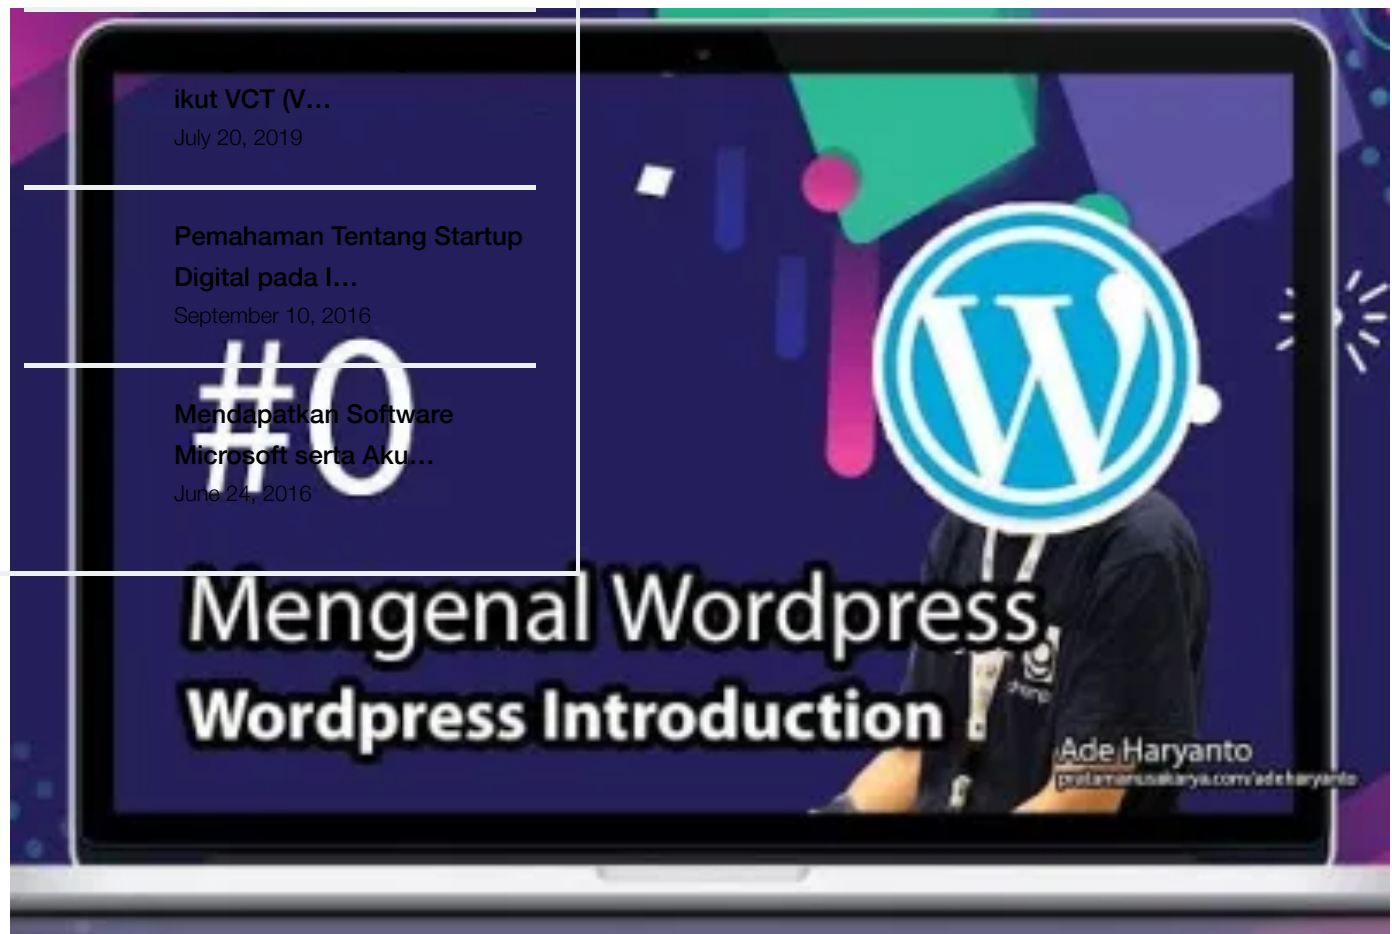 ikut VCT (V...
July 20, 2019
Pemahaman Tentang Startup
Digital pada I...
September 10, 2016
#0
Mendapatkan Software
Microsoft serta Aku...
June 24, 2016
Mengenal Wordpress
Wordpress Introduction
Ade Haryanto
pratamanusakarya.com/adeharyanto